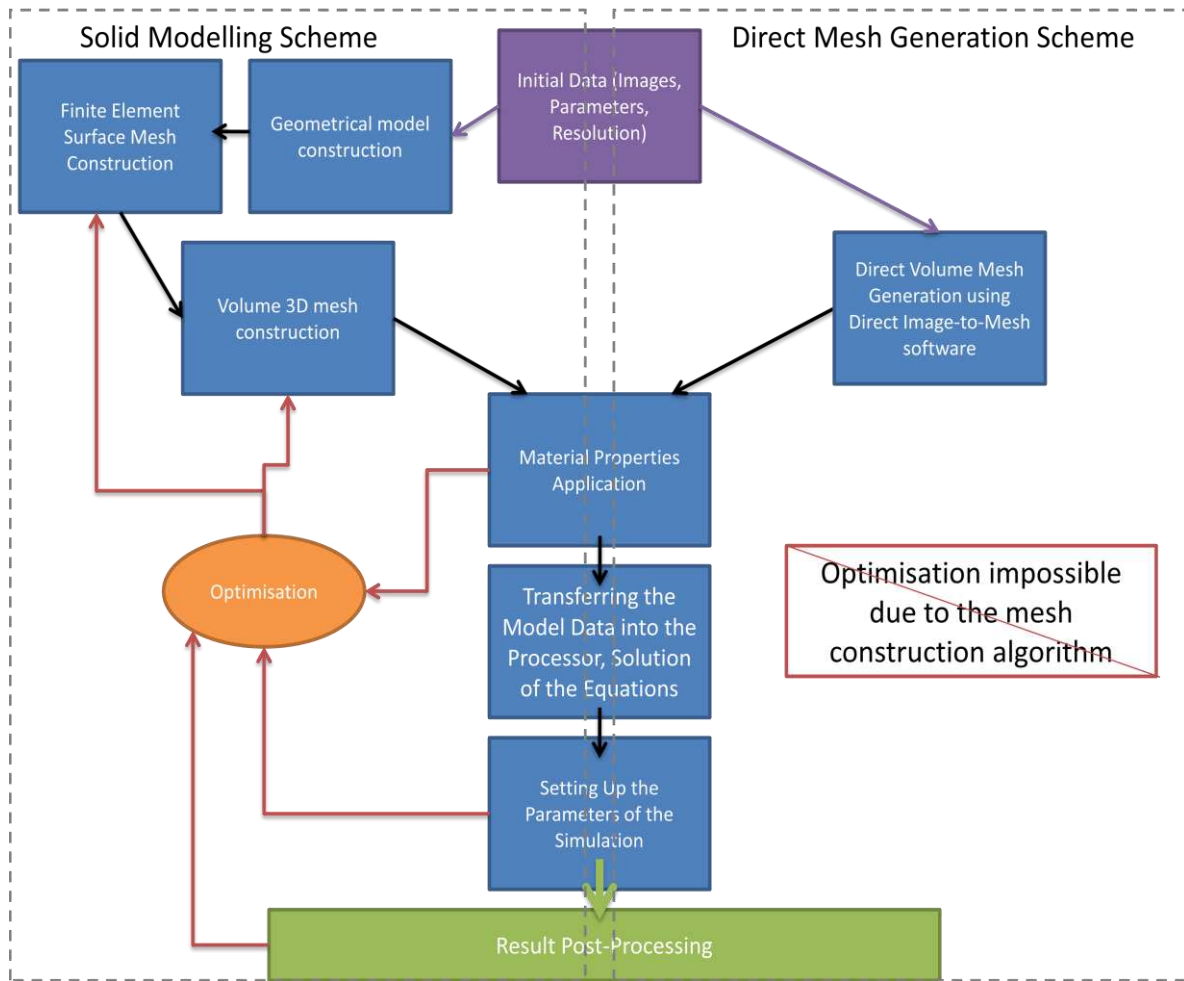 Solid Modelling Scheme
Direct Mesh Generation Scheme
Initial Data (Images,
Parameters,
Resolution)
Finite Element
Surface Mesh
Construction
Geometrical model
construction
Volume 3D mesh
construction
Direct Volume Mesh
Generation using
Direct Image-to-Mesh
software
Material Properties
Application
Optimisation
Transferring the
Model Data into the
Processor, Solution
of the Equations
Optimisation impossible
due to the mesh
construction algorithm
Setting Up the
Parameters of the
Simulation
Result Post-Processing